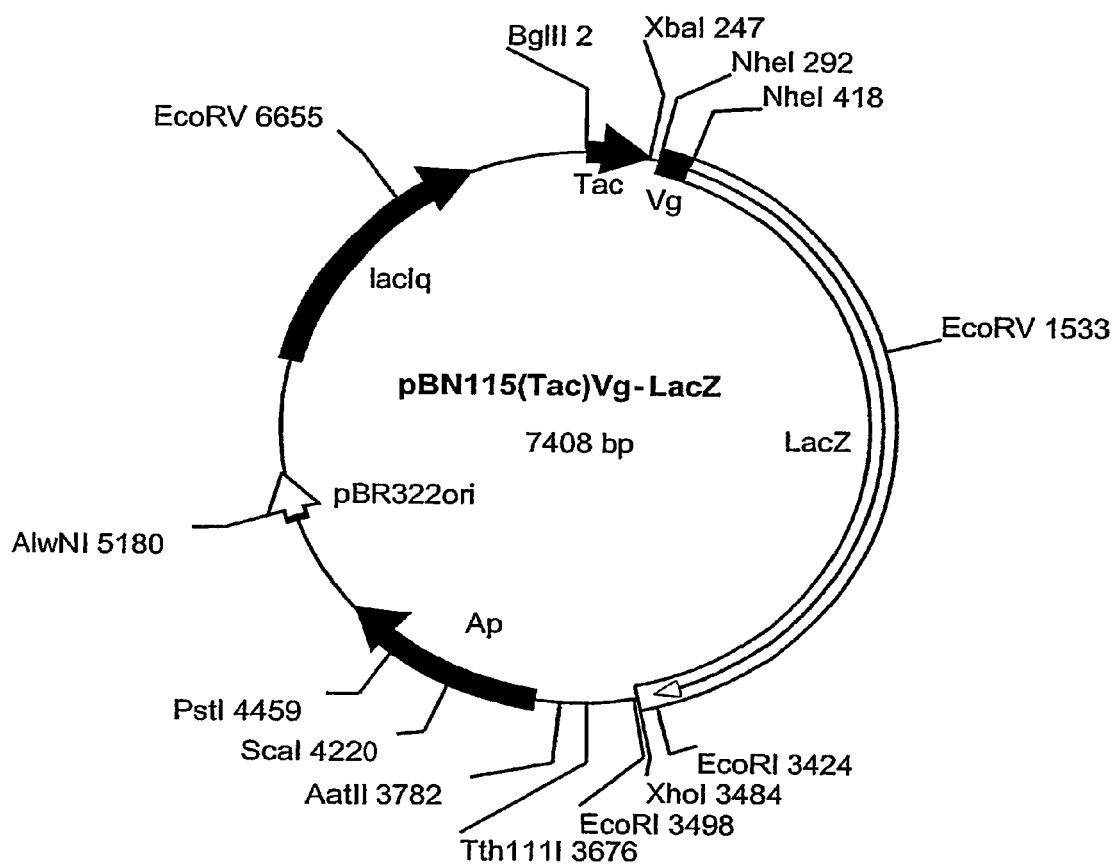 BglII 2
XbaI 247
NheI 292
NheI 418
EcoRV 6655
Tac
Vg
lacIq
EcoRV 1533
pBN115(Tac)Vg-LacZ
7408 bp
LacZ
pBR322ori
AlwNI 5180
Ap
PstI 4459
ScaI 4220
AatII 3782
Tth111I 3676
EcoRI 3498
XhoI 3484
EcoRI 3424